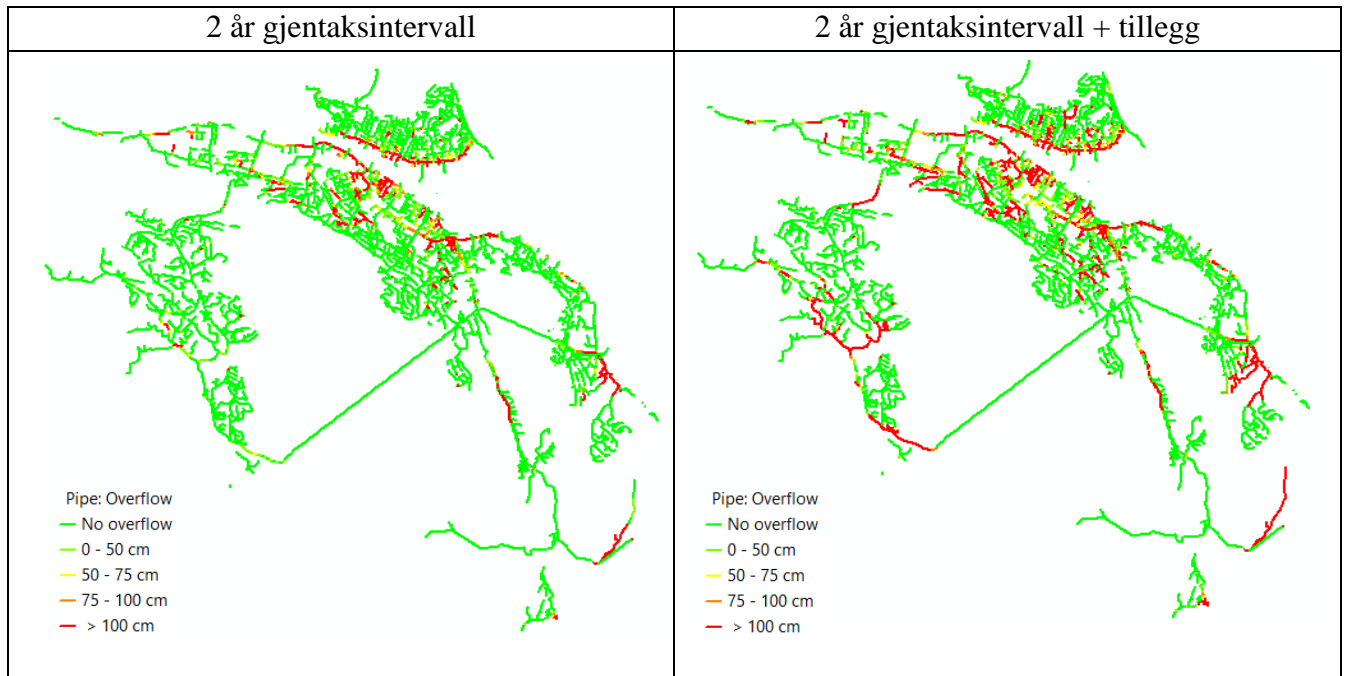 2 år gjentaksintervall
2 år gjentaksintervall + tillegg
Pipe: Overflow
No overflow
0 - 50 cm
50 - 75 cm
75 - 100 cm
> 100 cm
Pipe: Overflow
No overflow
0 - 50 cm
50 - 75 cm
75 - 100 cm
> 100 cm